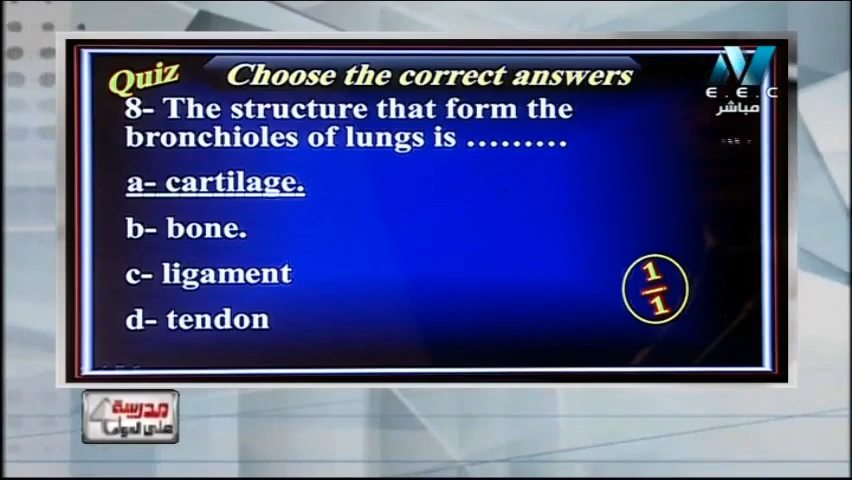 Quiz
Choose the correct answers
8- The structure that form the
bronchioles of lungs is .........
a- cartilage.
b- bone.
c- ligament
d- tendon
1
1
E.E.C
مباشر
مدرسة
على الهواء